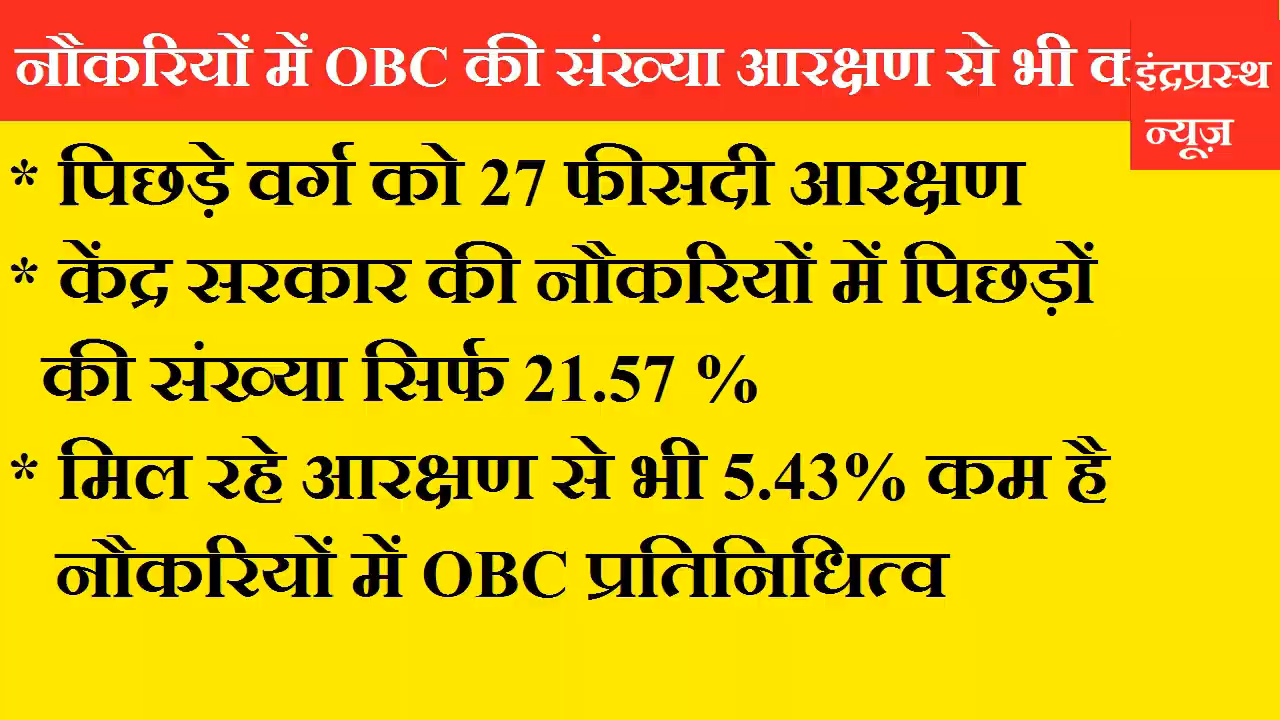 नौकरियों में OBC की संख्या आरक्षण से भी
इंद्रप्रस्थ
न्यूज़
* पिछड़े वर्ग को 27 फीसदी आरक्षण
* केंद्र सरकार की नौकरियों में पिछड़ों
की संख्या सिर्फ 21.57 %
* मिल रहे आरक्षण से भी 5.43% कम है
नौकरियों में OBC प्रतिनिधित्व